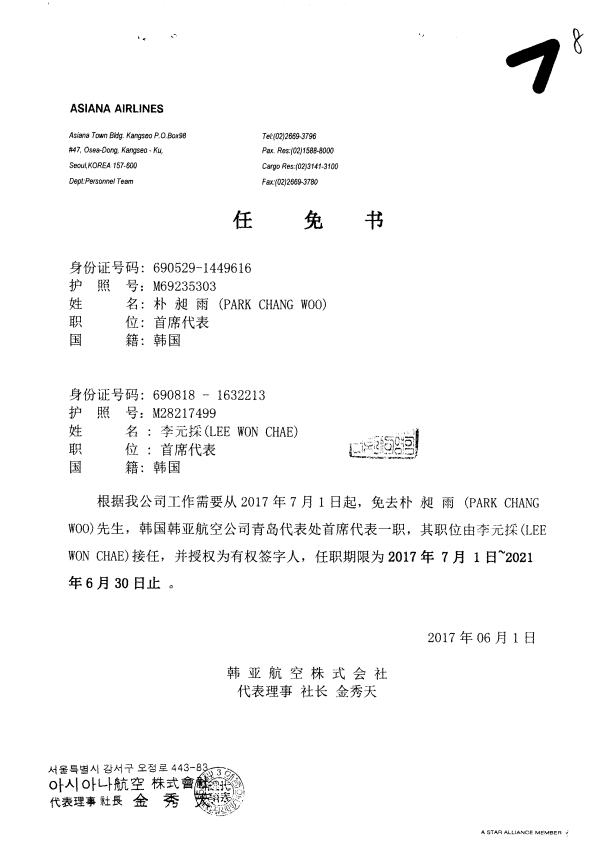 8
ASIANA AIRLINES
Asiana Town Bldg. Kangseo P.O.Box98
Tel:(02)2669-3796
#47, Osea-Dong, Kangseo - Ku,
Pax. Res:(02)1588-8000
Seoul,KOREA 157-600
Cargo Res:(02)3141-3100
Dept:Personnel Team
Fax:(02)2669-3780
任 免 书
身份证号码: 690529-1449616
护 照 号: M69235303
姓 名: 朴 昶 雨 (PARK CHANG WOO)
职 位: 首席代表
国 籍: 韩国
身份证号码: 690818 - 1632213
护 照 号: M28217499
姓 名 : 李元採(LEE WON CHAE)
职 位 : 首席代表
国 籍: 韩国
根据我公司工作需要从 2017 年 7 月 1 日起，免去朴 昶 雨 (PARK CHANG
WOO)先生，韩国韩亚航空公司青岛代表处首席代表一职，其职位由李元採(LEE
WON CHAE)接任，并授权为有权签字人，任职期限为 2017 年 7 月 1 日~2021
年 6 月 30 日止 。
2017 年 06 月 1 日
韩 亚 航 空 株 式 会 社
代表理事 社长 金秀天
서울특별시 강서구 오정로 443-83
아시아나航空 株式會社
代表理事 社長 金 秀 天
A STAR ALLIANCE MEMBER